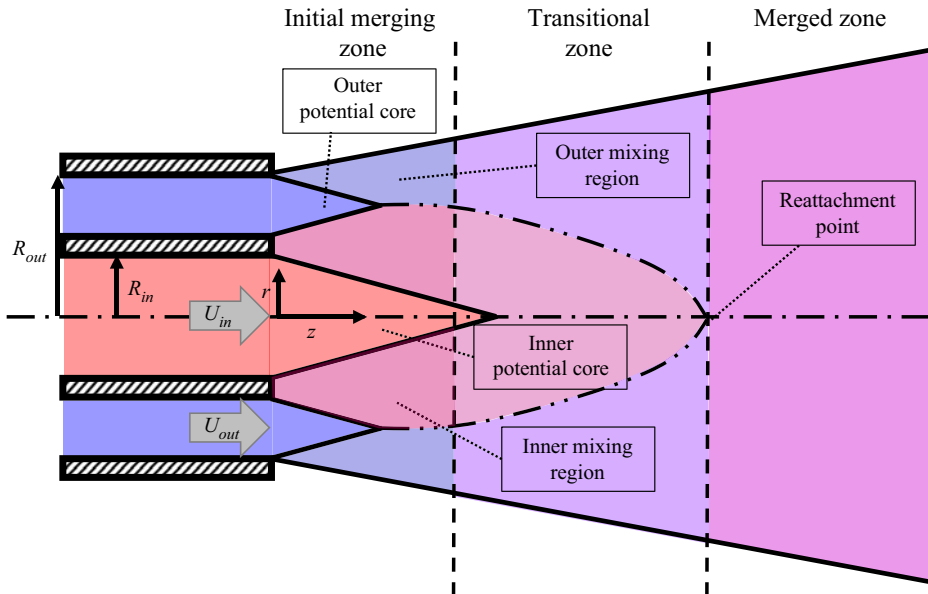 Initial merging
zone
Transitional
zone
Merged zone
Outer
potential core
Outer mixing
region
Reattachment
point
R_out
R_in
r
U_in
z
Inner
potential core
U_out
Inner mixing
region